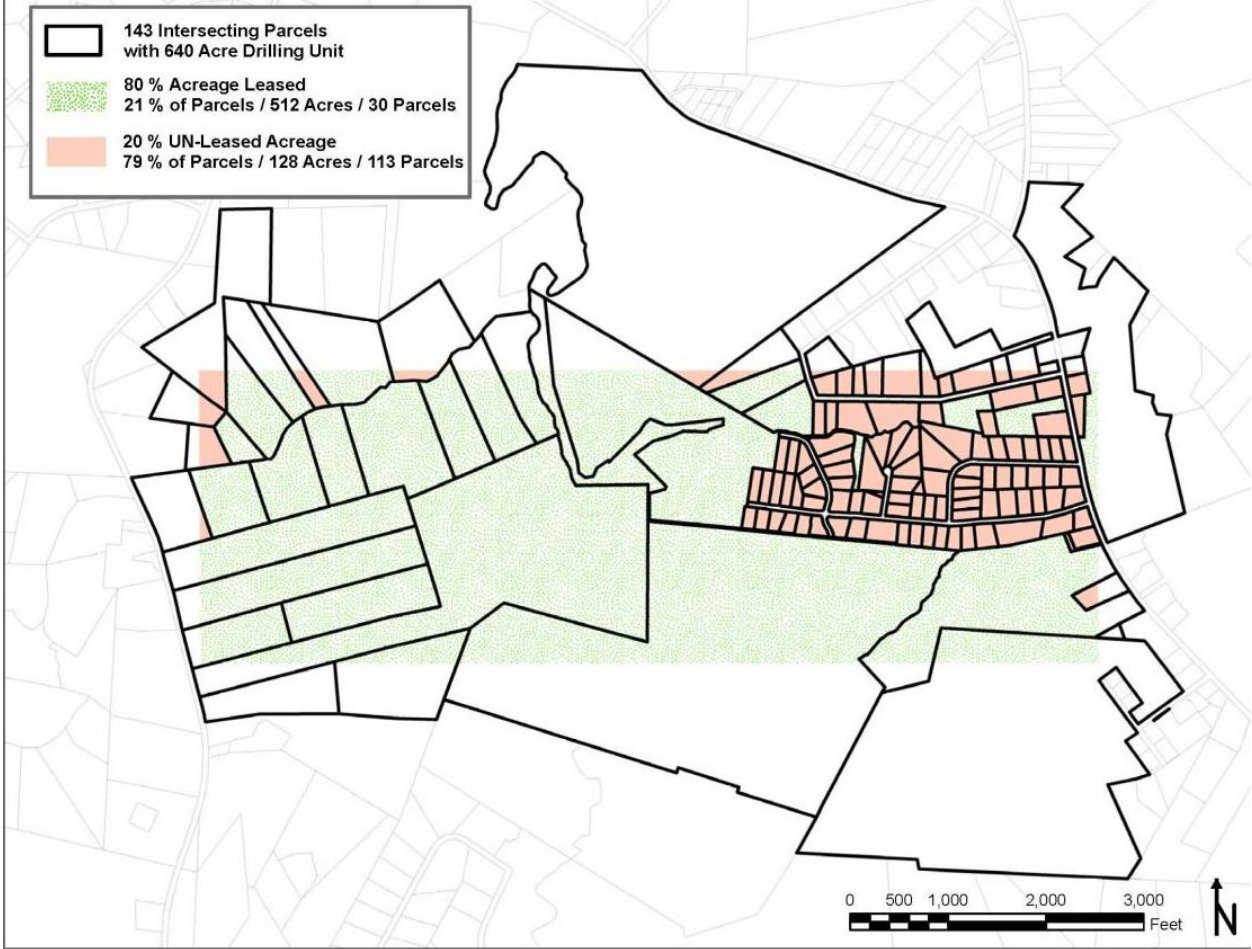 143 Intersecting Parcels
with 640 Acre Drilling Unit
80 % Acreage Leased
21 % of Parcels / 512 Acres / 30 Parcels
20 % UN-Leased Acreage
79 % of Parcels / 128 Acres / 113 Parcels
0 500 1,000 2,000 3,000
Feet
N